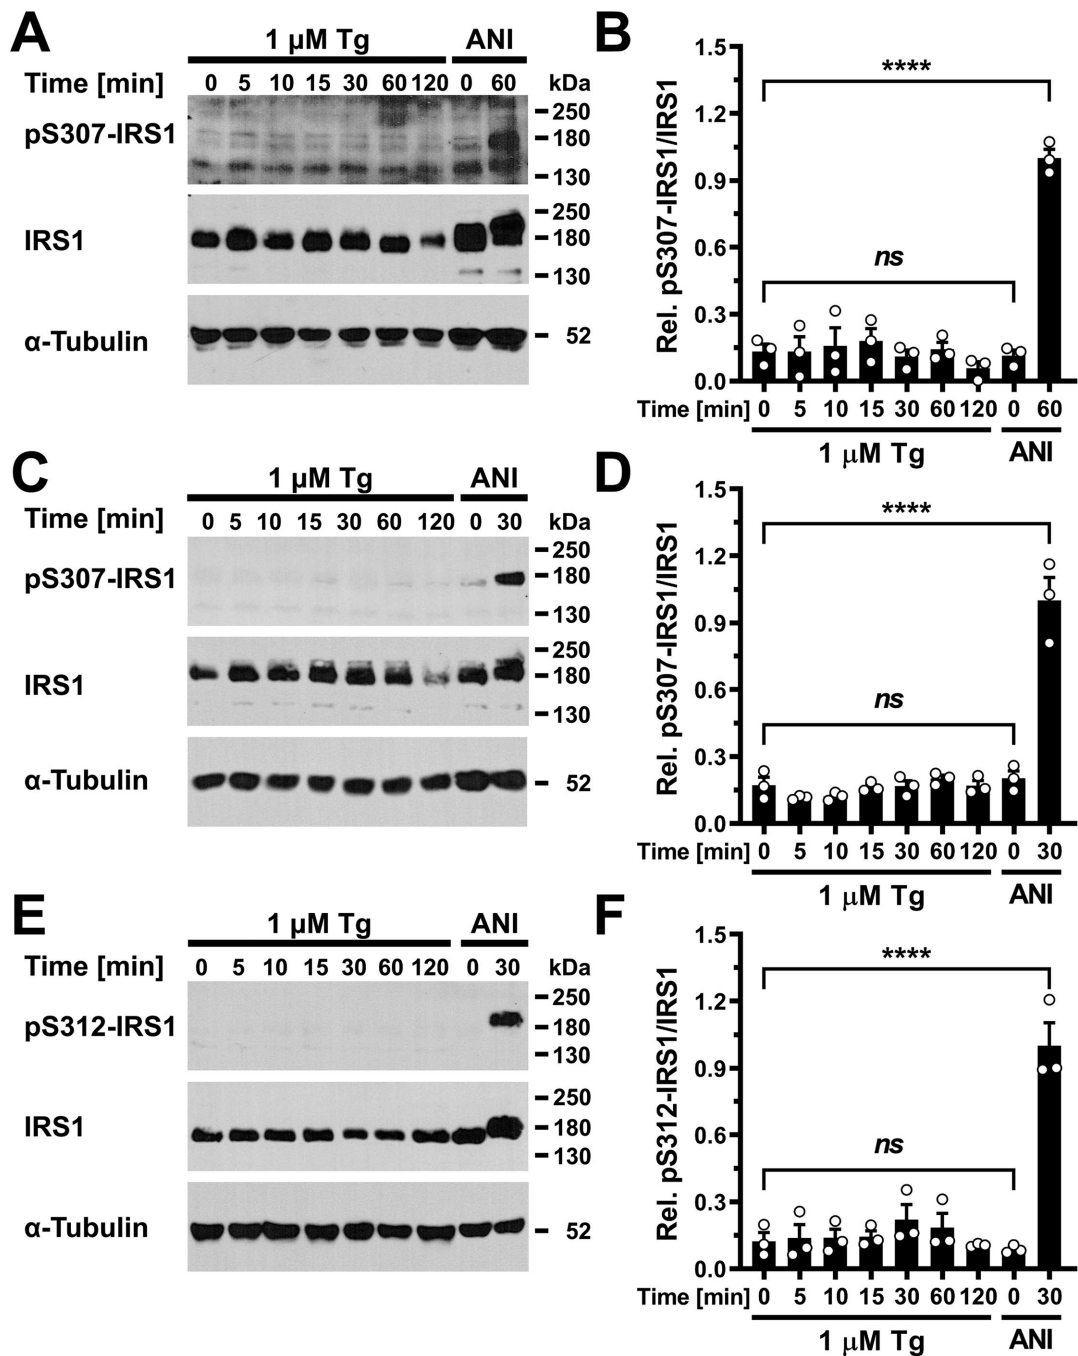 A
1 μM Tg ANI
Time [min] 0 5 10 15 30 60 120 0 60 kDa
pS307-IRS1
250
180
130
IRS1
250
180
130
α-Tubulin 52
B
Rel. pS307-IRS1/IRS1
1.5
1.2
0.9
0.6
0.3
0.0
****
ns
Time [min] 0 5 10 15 30 60 120 0 60
1 μM Tg ANI
C
1 μM Tg ANI
Time [min] 0 5 10 15 30 60 120 0 30 kDa
pS307-IRS1
250
180
130
IRS1
250
180
130
α-Tubulin 52
D
Rel. pS307-IRS1/IRS1
1.5
1.2
0.9
0.6
0.3
0.0
****
ns
Time [min] 0 5 10 15 30 60 120 0 30
1 μM Tg ANI
E
1 μM Tg ANI
Time [min] 0 5 10 15 30 60 120 0 30 kDa
pS312-IRS1
250
180
130
IRS1
250
180
130
α-Tubulin 52
F
Rel. pS312-IRS1/IRS1
1.5
1.2
0.9
0.6
0.3
0.0
****
ns
Time [min] 0 5 10 15 30 60 120 0 30
1 μM Tg ANI